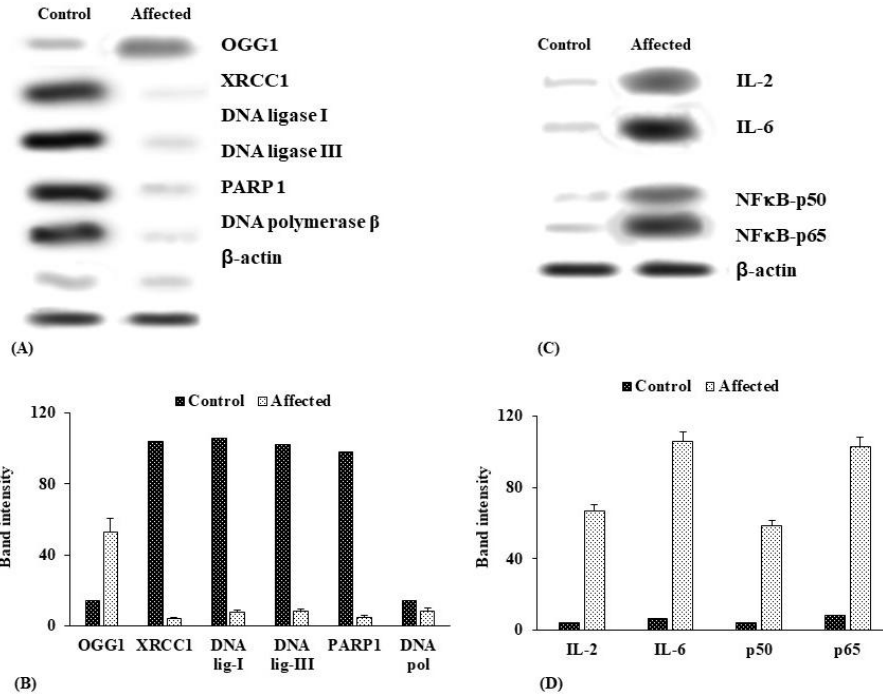 Control Affected
OGG1
XRCC1
DNA ligase I
DNA ligase III
PARP 1
DNA polymerase β
β-actin
(A)
Control Affected
IL-2
IL-6
NFκB-p50
NFκB-p65
β-actin
(C)
Control Affected
120
80
40
0
Band intensity
OGG1 XRCC1 DNA lig-I DNA lig-III PARP1 DNA pol
(B)
Control Affected
120
80
40
0
Band intensity
IL-2 IL-6 p50 p65
(D)